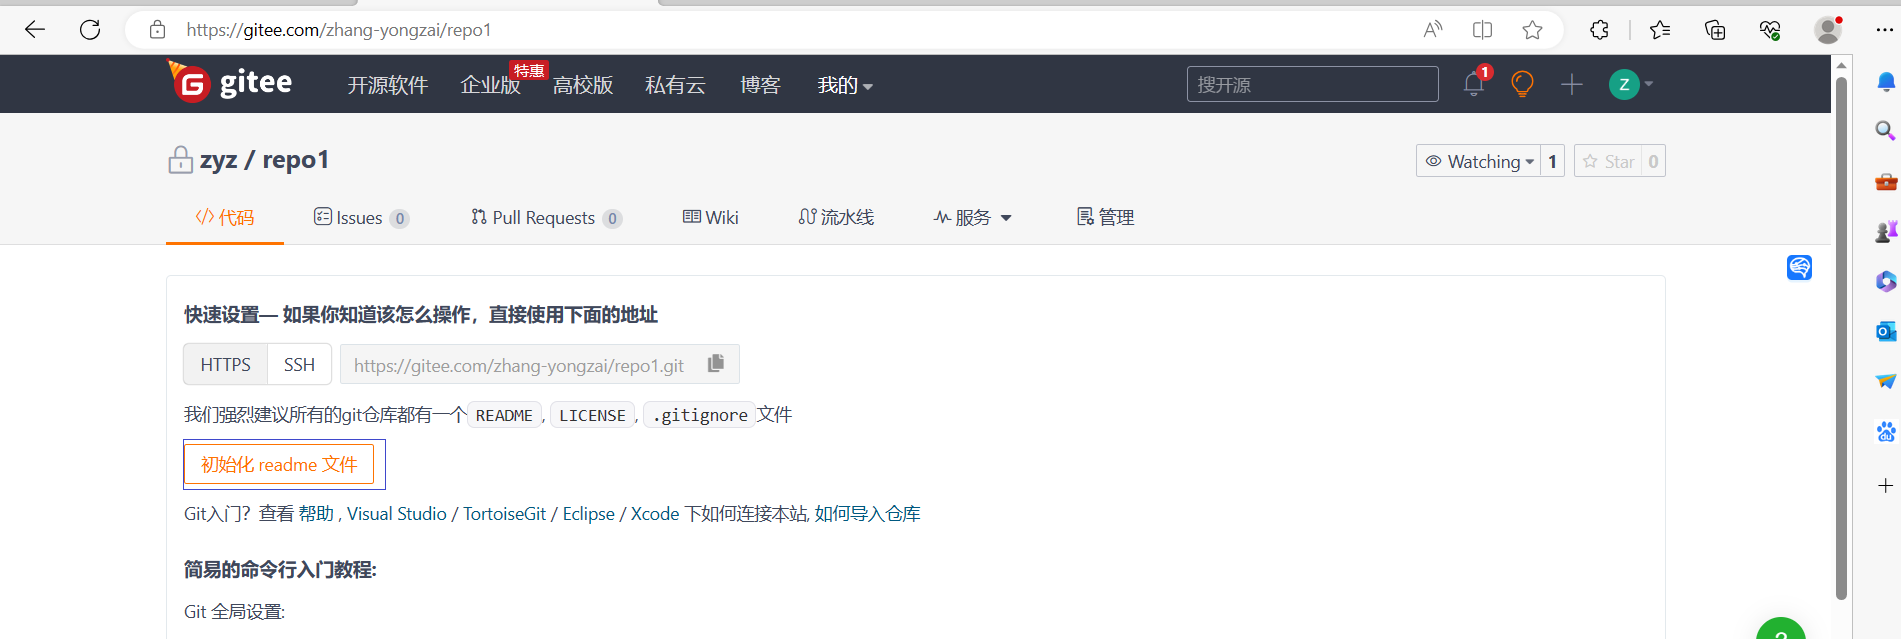 https://gitee.com/zhang-yongzai/repo1
gitee 开源软件 企业版 特惠 高校版 私有云 博客 我的 搜开源 1 Z
zyz / repo1 Watching 1 Star 0
代码 Issues 0 Pull Requests 0 Wiki 流水线 服务 管理
快速设置— 如果你知道该怎么操作，直接使用下面的地址
HTTPS SSH https://gitee.com/zhang-yongzai/repo1.git
我们强烈建议所有的git仓库都有一个 README , LICENSE , .gitignore 文件
初始化 readme 文件
Git入门？查看 帮助 , Visual Studio / TortoiseGit / Eclipse / Xcode 下如何连接本站, 如何导入仓库
简易的命令行入门教程:
Git 全局设置: